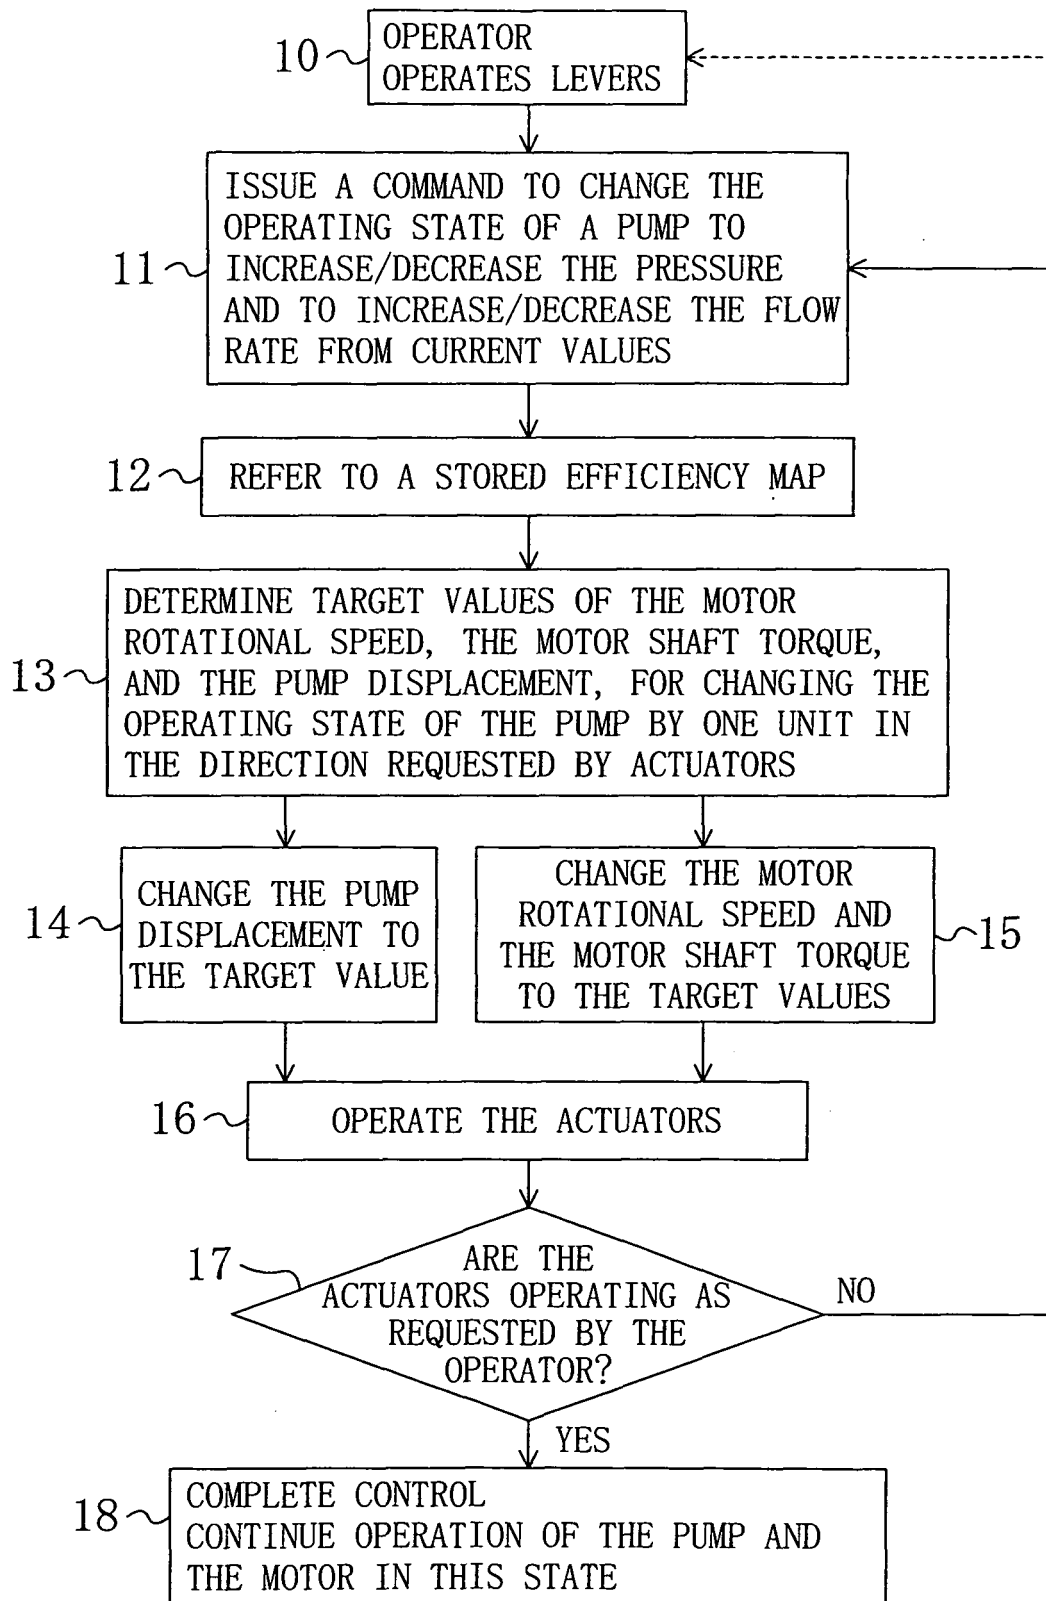 10
OPERATOR
OPERATES LEVERS
11
ISSUE A COMMAND TO CHANGE THE
OPERATING STATE OF A PUMP TO
INCREASE/DECREASE THE PRESSURE
AND TO INCREASE/DECREASE THE FLOW
RATE FROM CURRENT VALUES
12
REFER TO A STORED EFFICIENCY MAP
13
DETERMINE TARGET VALUES OF THE MOTOR
ROTATIONAL SPEED, THE MOTOR SHAFT TORQUE,
AND THE PUMP DISPLACEMENT, FOR CHANGING THE
OPERATING STATE OF THE PUMP BY ONE UNIT IN
THE DIRECTION REQUESTED BY ACTUATORS
14
CHANGE THE PUMP
DISPLACEMENT TO
THE TARGET VALUE
CHANGE THE MOTOR
ROTATIONAL SPEED AND
THE MOTOR SHAFT TORQUE
TO THE TARGET VALUES
15
16
OPERATE THE ACTUATORS
17
ARE THE
ACTUATORS OPERATING AS
REQUESTED BY THE
OPERATOR?
NO
YES
18
COMPLETE CONTROL
CONTINUE OPERATION OF THE PUMP AND
THE MOTOR IN THIS STATE